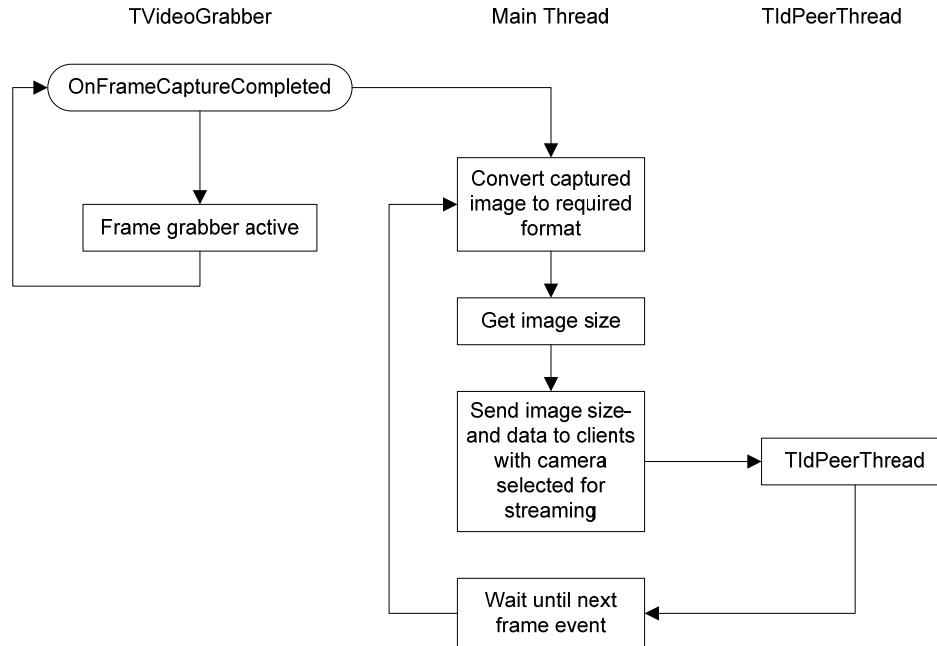 TVideoGrabber
Main Thread
TIdPeerThread
OnFrameCaptureCompleted
Convert captured
image to required
format
Frame grabber active
Get image size
Send image size-
and data to clients
with camera
selected for
streaming
TIdPeerThread
Wait until next
frame event